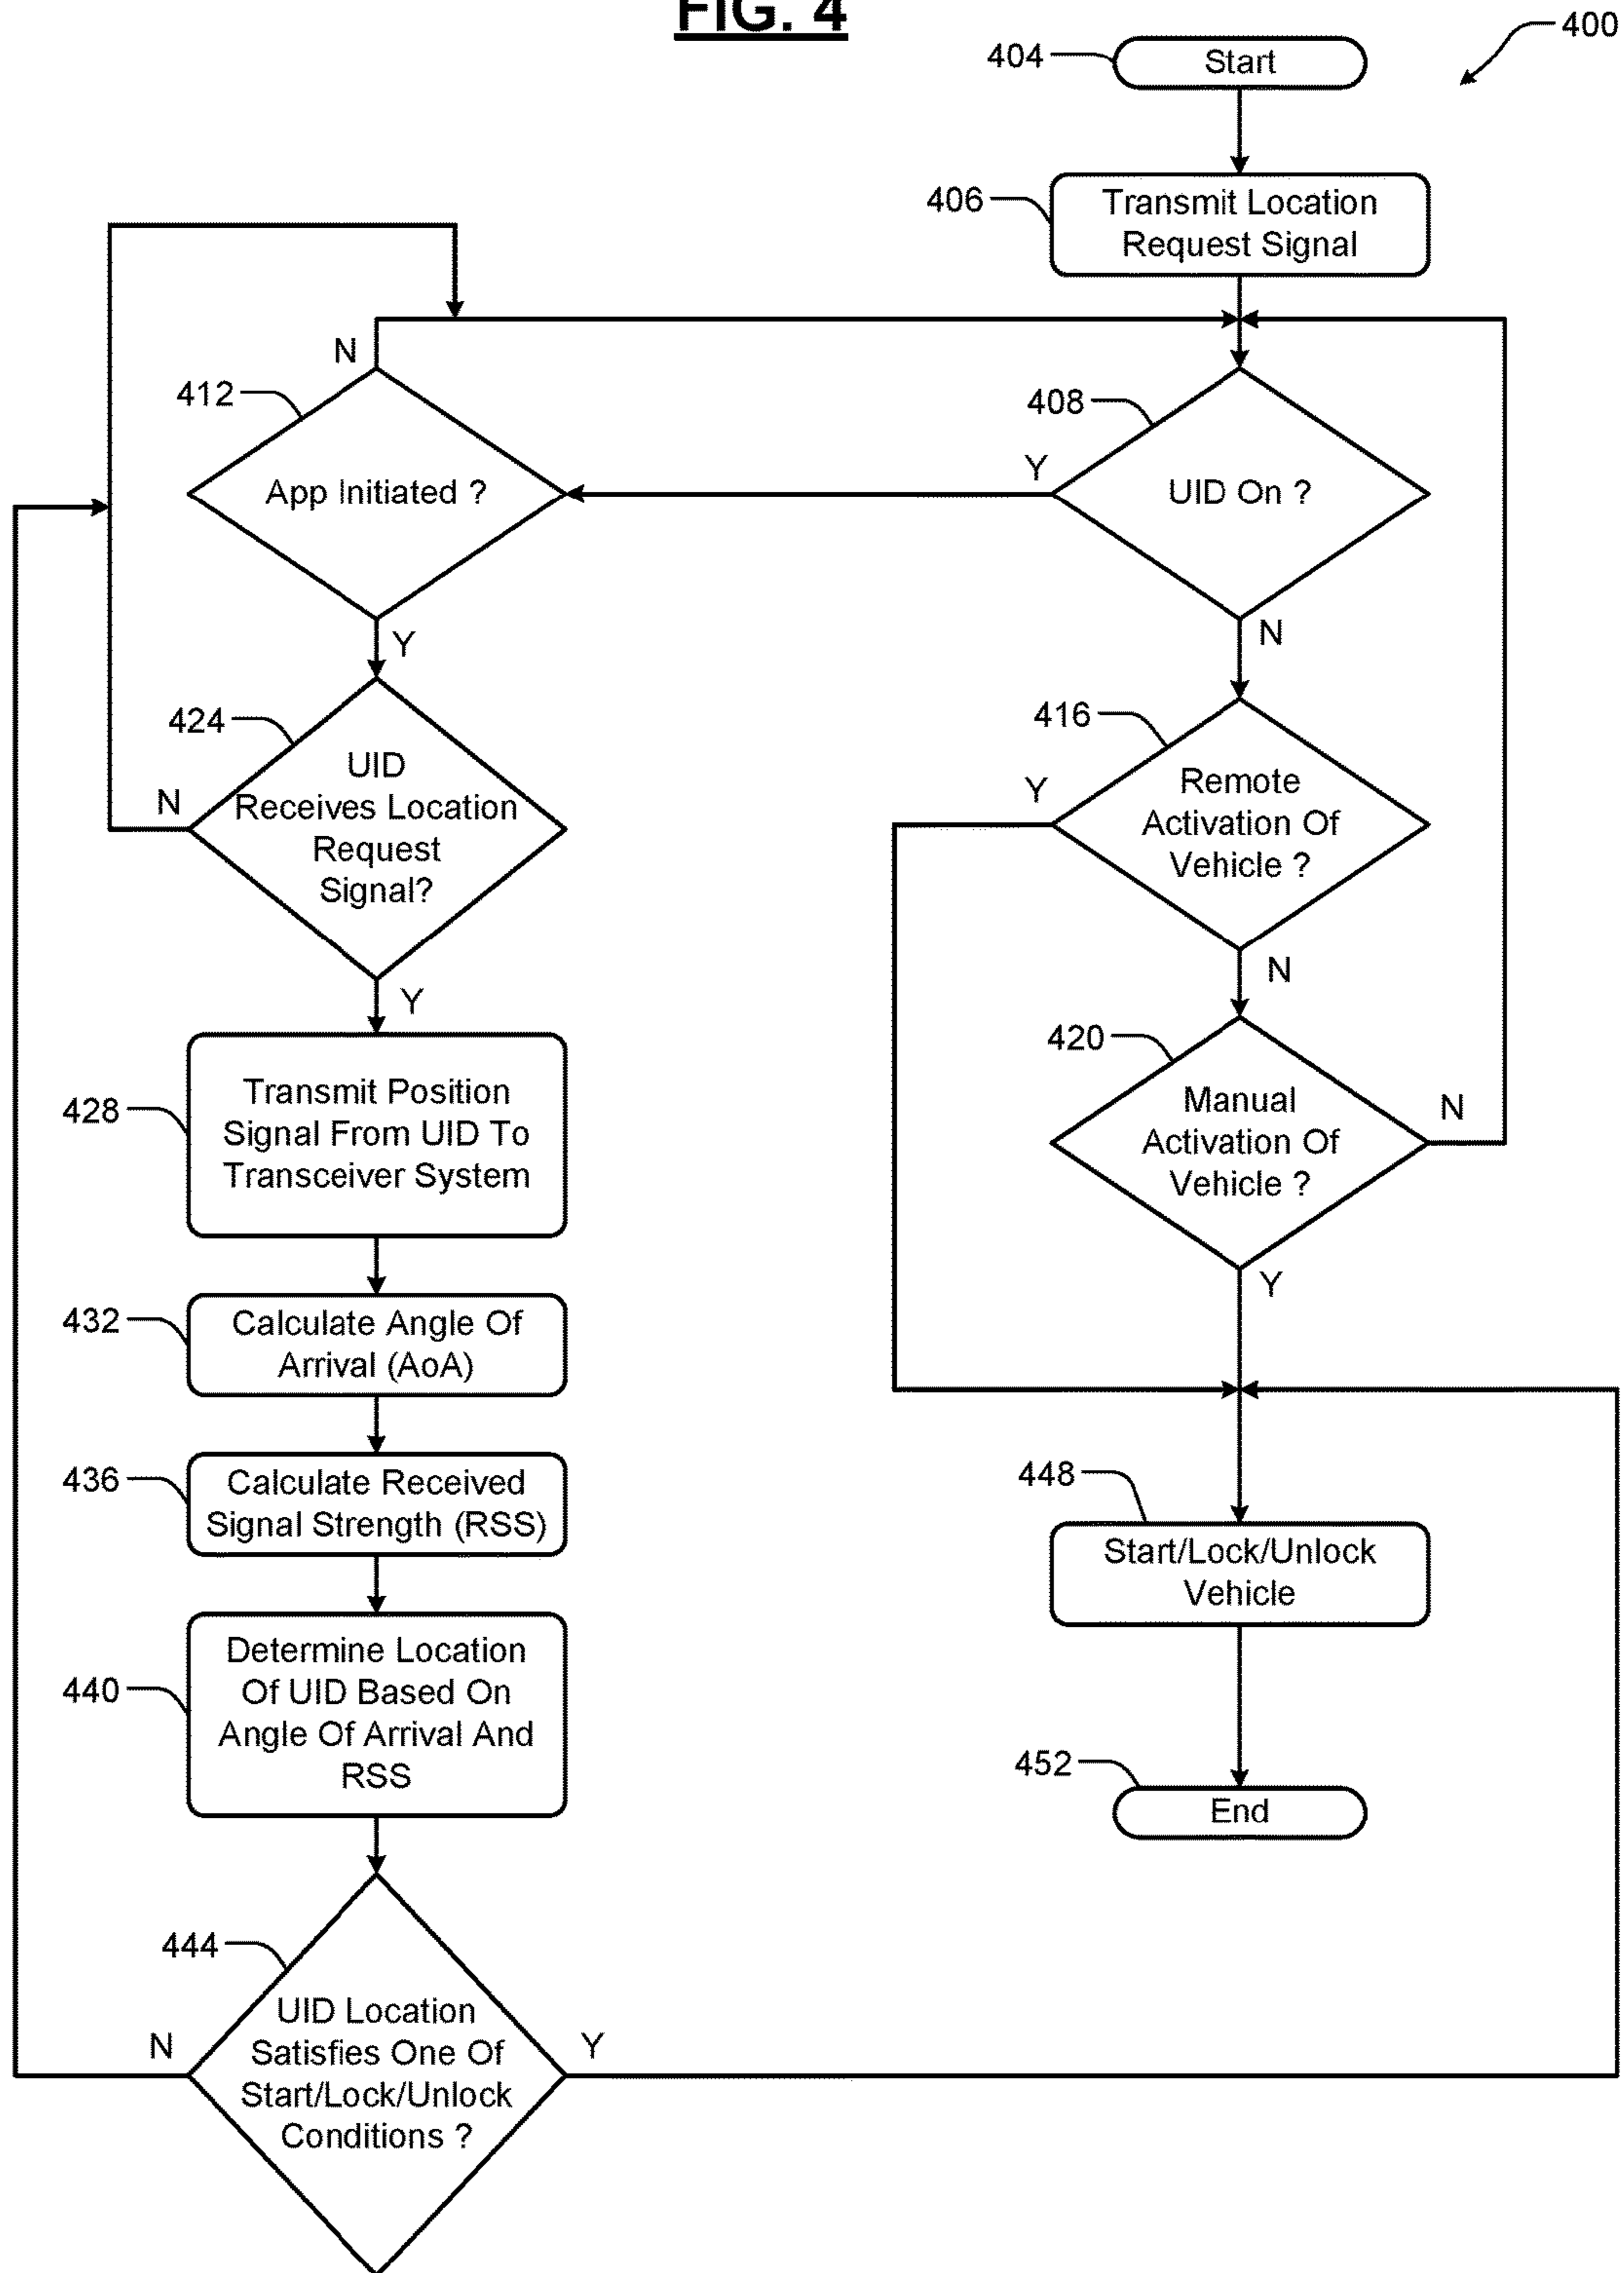 FIG. 4
400
404
Start
406
Transmit Location
Request Signal
N
412
App Initiated ?
Y
408
UID On ?
Y
N
424
UID
Receives Location
Request
Signal?
N
Y
416
Remote
Activation Of
Vehicle ?
Y
N
420
Manual
Activation Of
Vehicle ?
N
Y
428
Transmit Position
Signal From UID To
Transceiver System
432
Calculate Angle Of
Arrival (AoA)
436
Calculate Received
Signal Strength (RSS)
440
Determine Location
Of UID Based On
Angle Of Arrival And
RSS
448
Start/Lock/Unlock
Vehicle
452
End
444
UID Location
Satisfies One Of
Start/Lock/Unlock
Conditions ?
N
Y